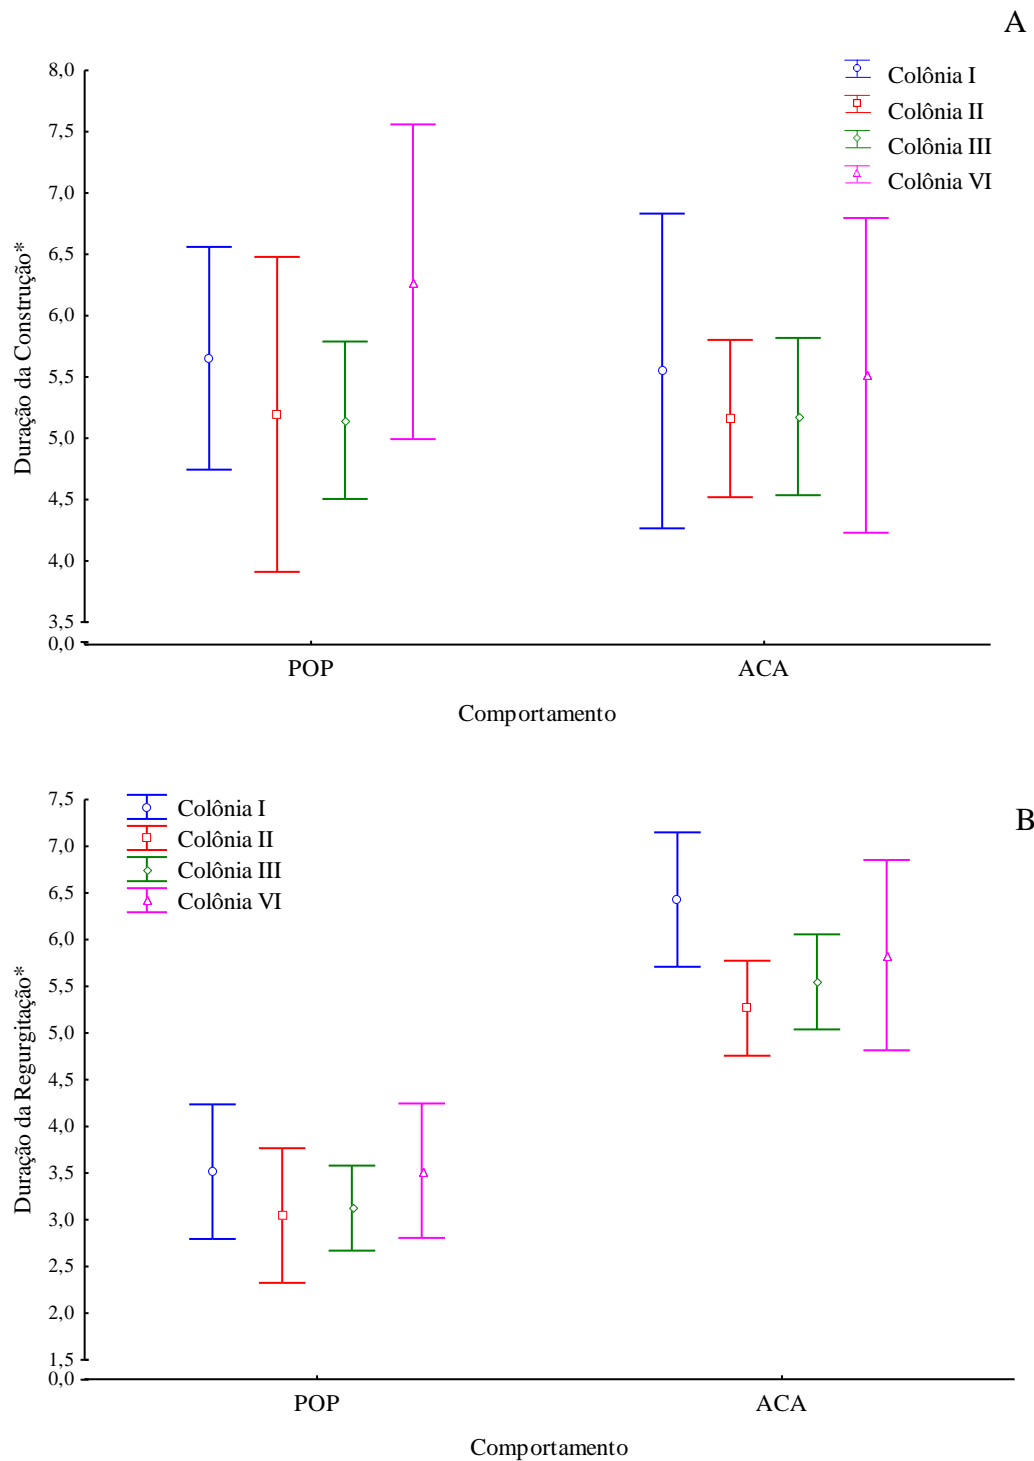 A
8,0
7,5
7,0
6,5
6,0
5,5
5,0
4,5
4,0
3,5
0,0
Duração da Construção*
Colônia I
Colônia II
Colônia III
Colônia VI
POP
ACA
Comportamento
B
7,5
7,0
6,5
6,0
5,5
5,0
4,5
4,0
3,5
3,0
2,5
2,0
1,5
0,0
Duração da Regurgitação*
Colônia I
Colônia II
Colônia III
Colônia VI
POP
ACA
Comportamento